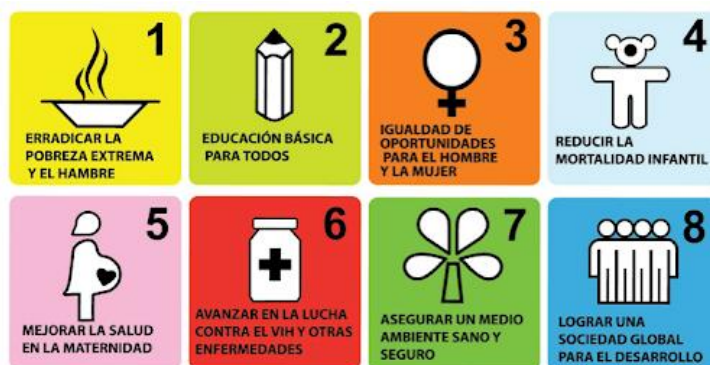 1
ERRADICAR LA
POBREZA EXTREMA
Y EL HAMBRE
2
EDUCACIÓN BÁSICA
PARA TODOS
3
IGUALDAD DE
OPORTUNIDADES
PARA EL HOMBRE
Y LA MUJER
4
REDUCIR LA
MORTALIDAD INFANTIL
5
MEJORAR LA SALUD
EN LA MATERNIDAD
6
AVANZAR EN LA LUCHA
CONTRA EL VIH Y OTRAS
ENFERMEDADES
7
ASEGURAR UN MEDIO
AMBIENTE SANO Y
SEGURO
8
LOGRAR UNA
SOCIEDAD GLOBAL
PARA EL DESARROLLO